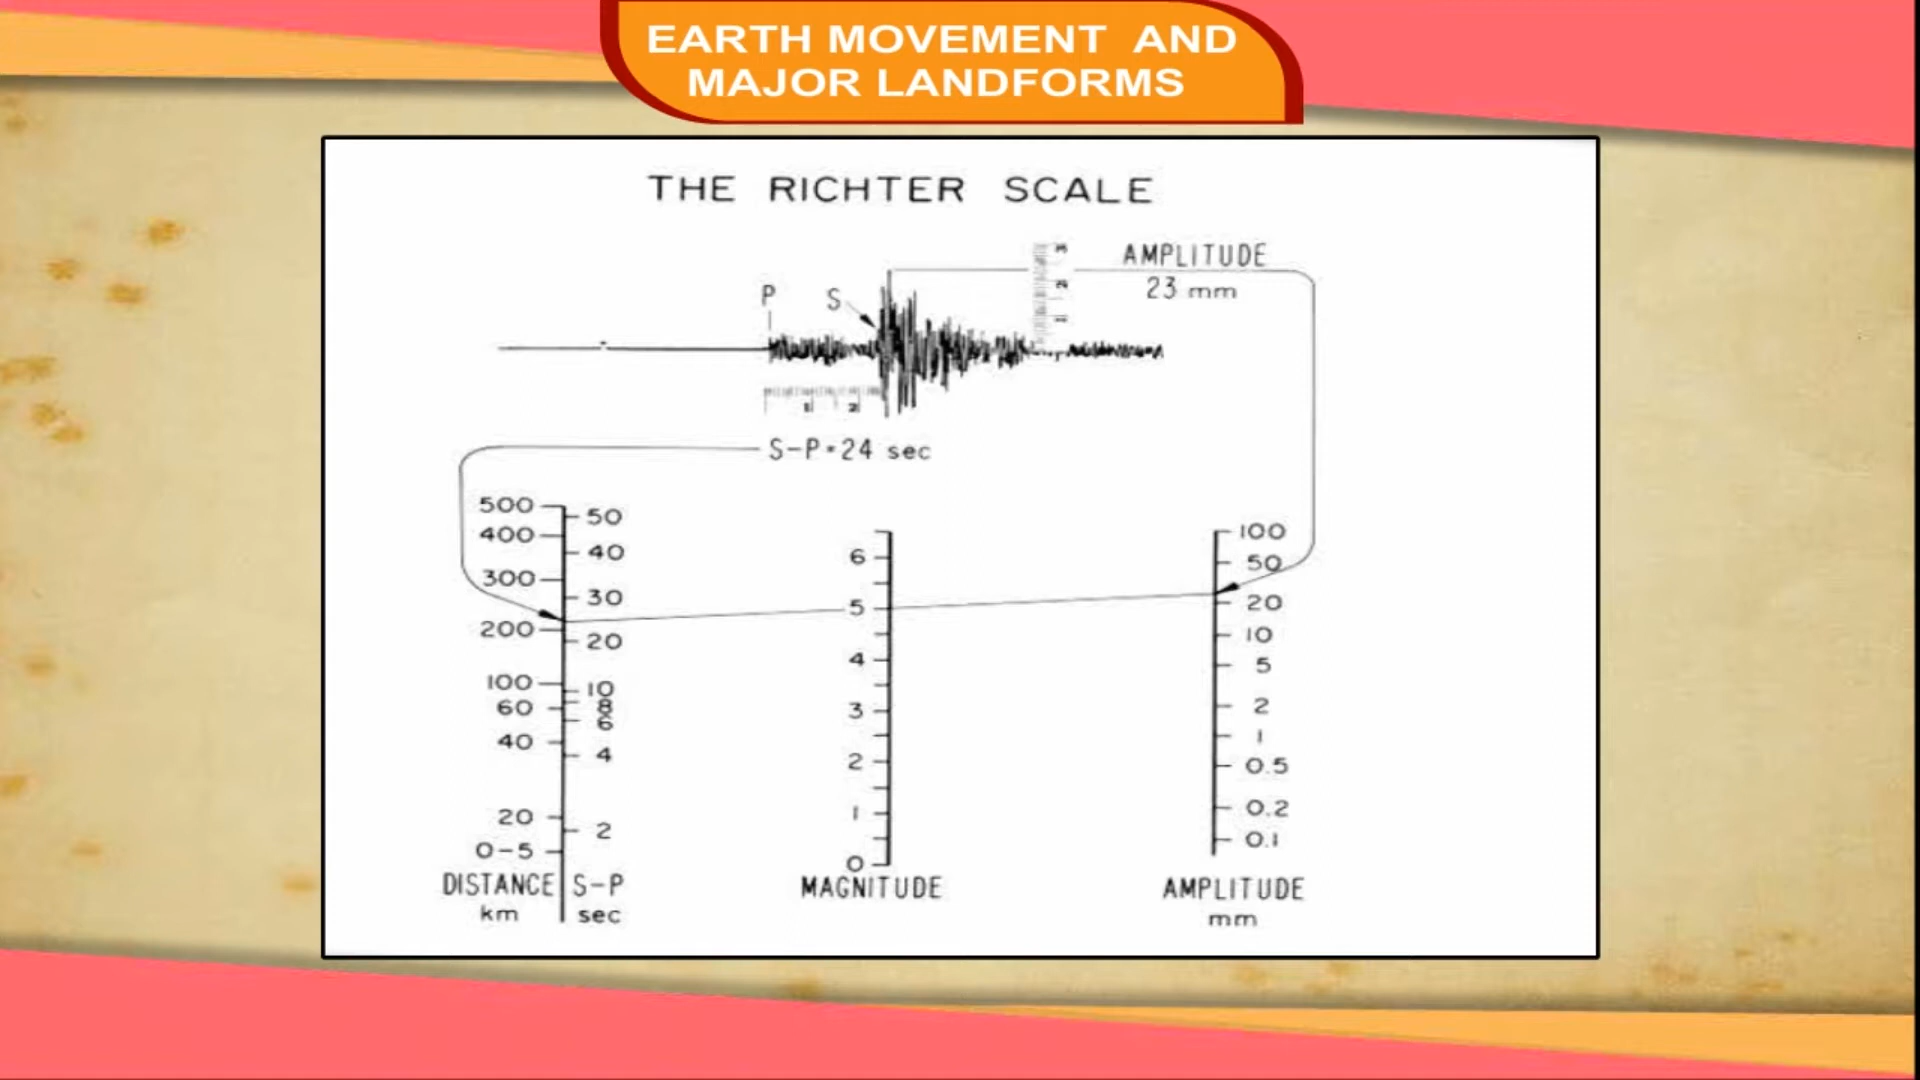 EARTH MOVEMENT AND
MAJOR LANDFORMS
THE RICHTER SCALE
AMPLITUDE
23 mm
P
S
1
2
S-P=24 sec
500
400
300
200
100
60
40
20
0-5
50
40
30
20
10
8
6
4
2
DISTANCE
km
S-P
sec
6
5
4
3
2
1
0
MAGNITUDE
100
50
20
10
5
2
1
0.5
0.2
0.1
AMPLITUDE
mm